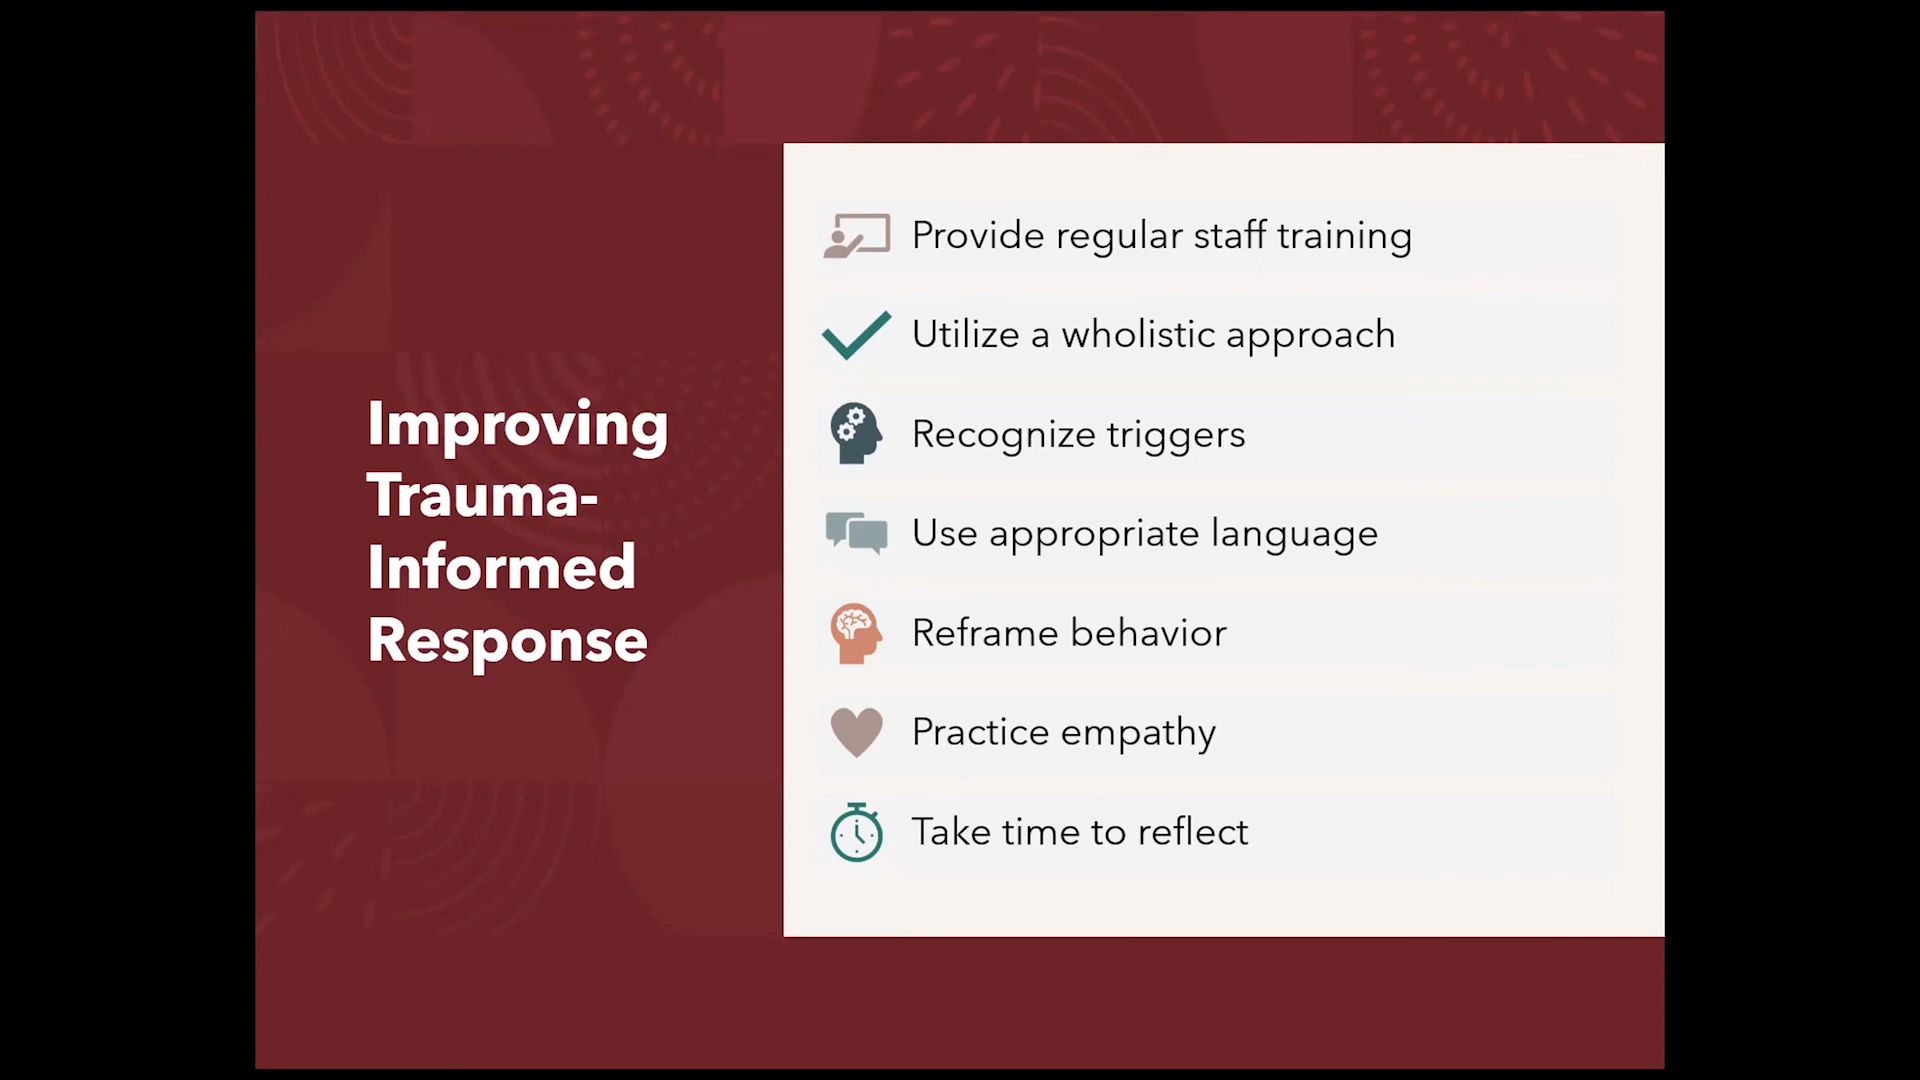 Improving
Trauma-
Informed
Response
Provide regular staff training
Utilize a wholistic approach
Recognize triggers
Use appropriate language
Reframe behavior
Practice empathy
Take time to reflect